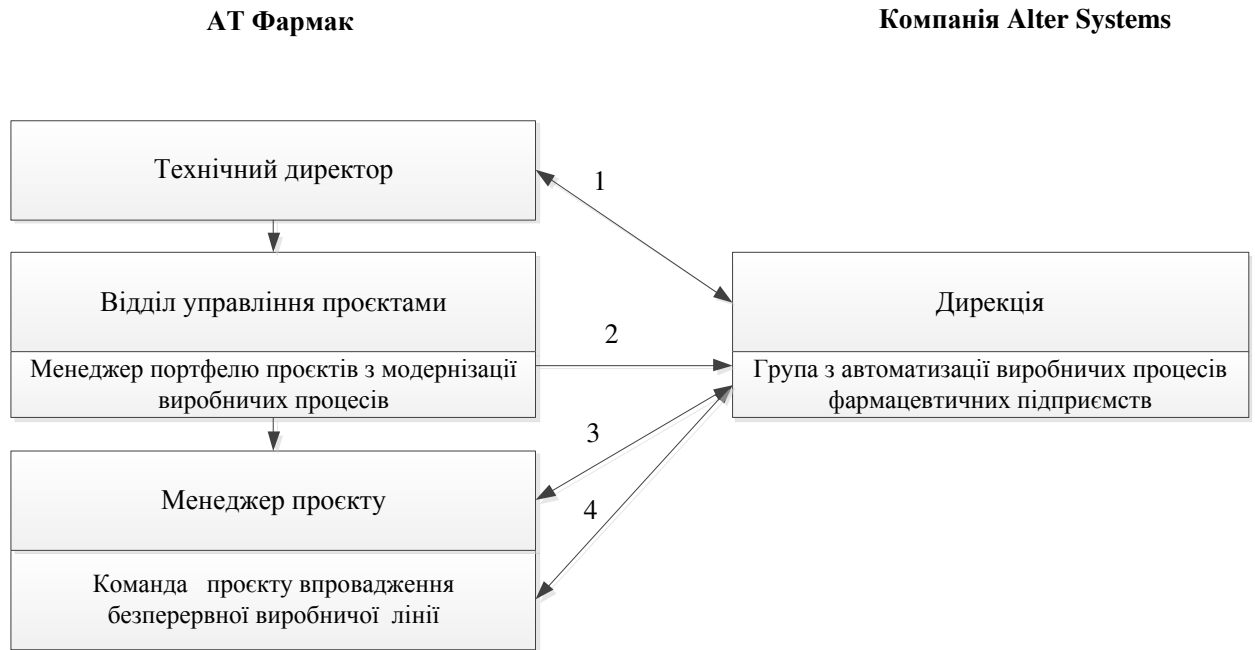 АТ Фармак
Компанія Alter Systems
Технічний директор
1
Відділ управління проєктами
Менеджер портфелю проєктів з модернізації
виробничих процесів
2
Дирекція
Група з автоматизації виробничих процесів
фармацевтичних підприємств
3
Менеджер проєкту
4
Команда проєкту впровадження
безперервної виробничої лінії